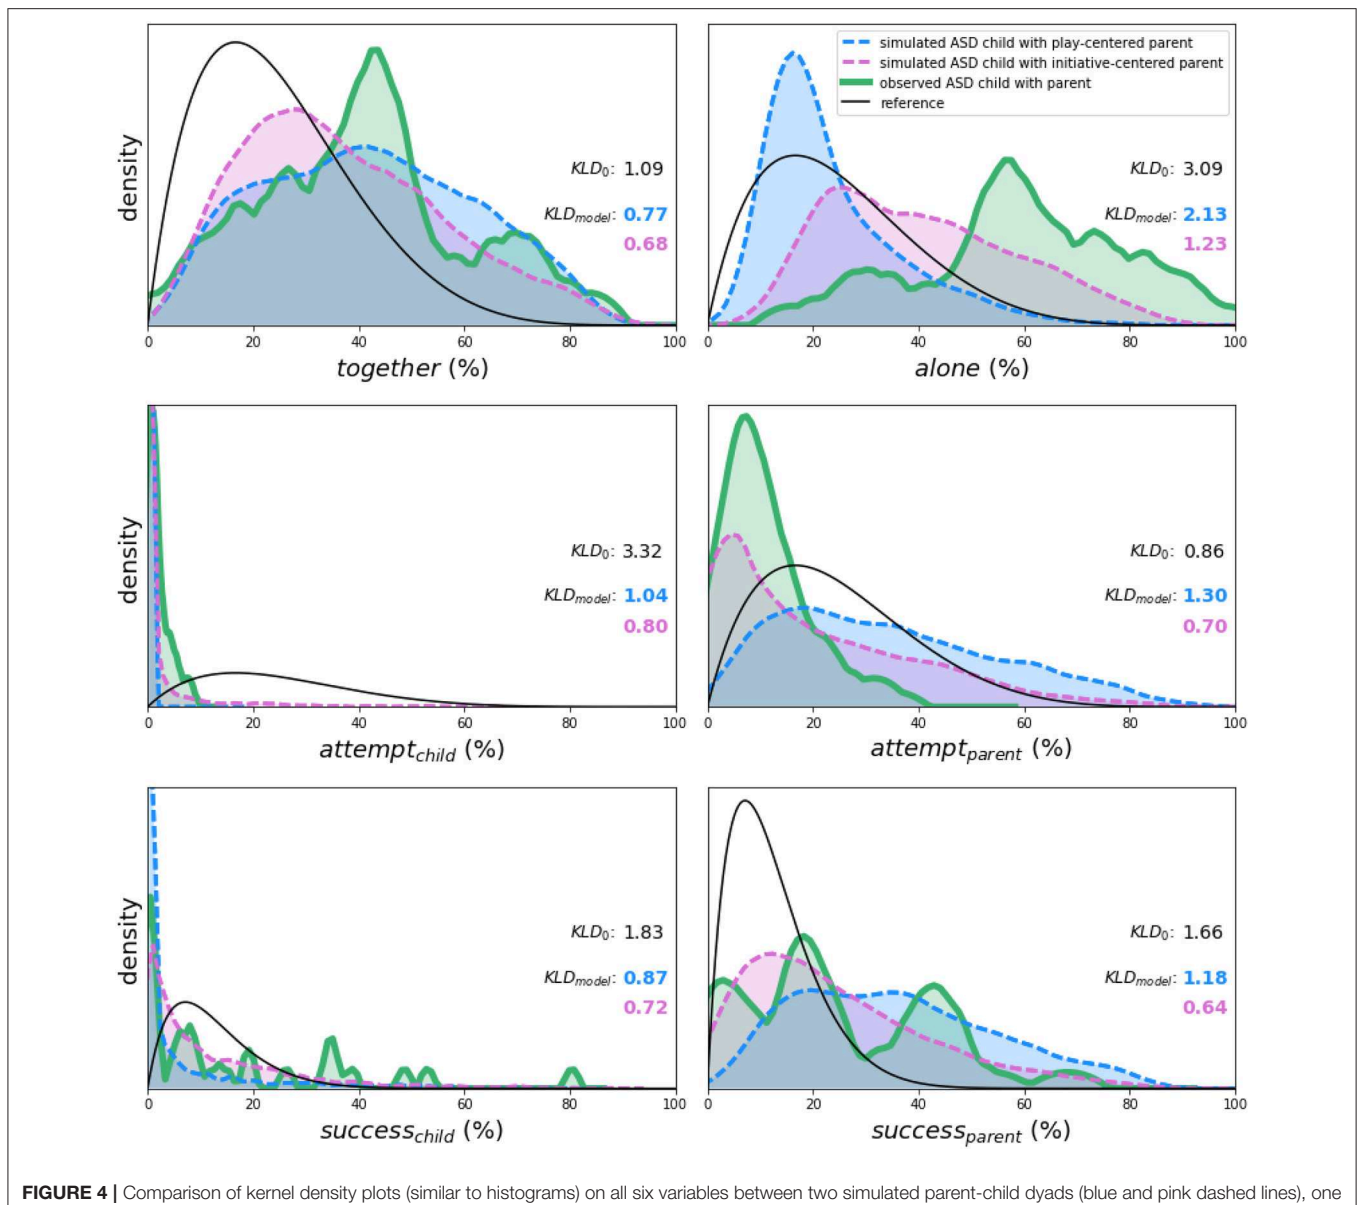 simulated ASD child with play-centered parent
simulated ASD child with initiative-centered parent
observed ASD child with parent
reference
density
KLD0: 1.09
KLDmodel: 0.77
0.68
0 20 40 60 80 100
together (%)
KLD0: 3.09
KLDmodel: 2.13
1.23
0 20 40 60 80 100
alone (%)
density
KLD0: 3.32
KLDmodel: 1.04
0.80
0 20 40 60 80 100
attemptchild (%)
KLD0: 0.86
KLDmodel: 1.30
0.70
0 20 40 60 80 100
attemptparent (%)
density
KLD0: 1.83
KLDmodel: 0.87
0.72
0 20 40 60 80 100
successchild (%)
KLD0: 1.66
KLDmodel: 1.18
0.64
0 20 40 60 80 100
successparent (%)
FIGURE 4 | Comparison of kernel density plots (similar to histograms) on all six variables between two simulated parent-child dyads (blue and pink dashed lines), one